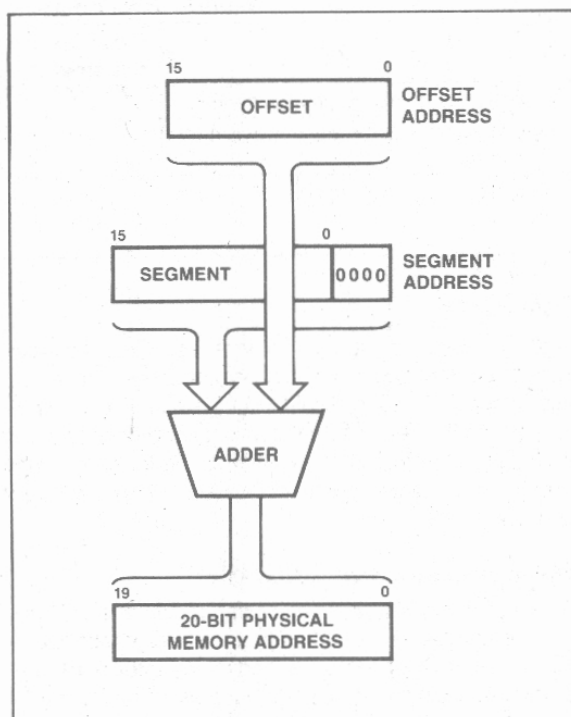 15 0
OFFSET
OFFSET
ADDRESS
15 0
SEGMENT
0000
SEGMENT
ADDRESS
ADDER
19 0
20-BIT PHYSICAL
MEMORY ADDRESS